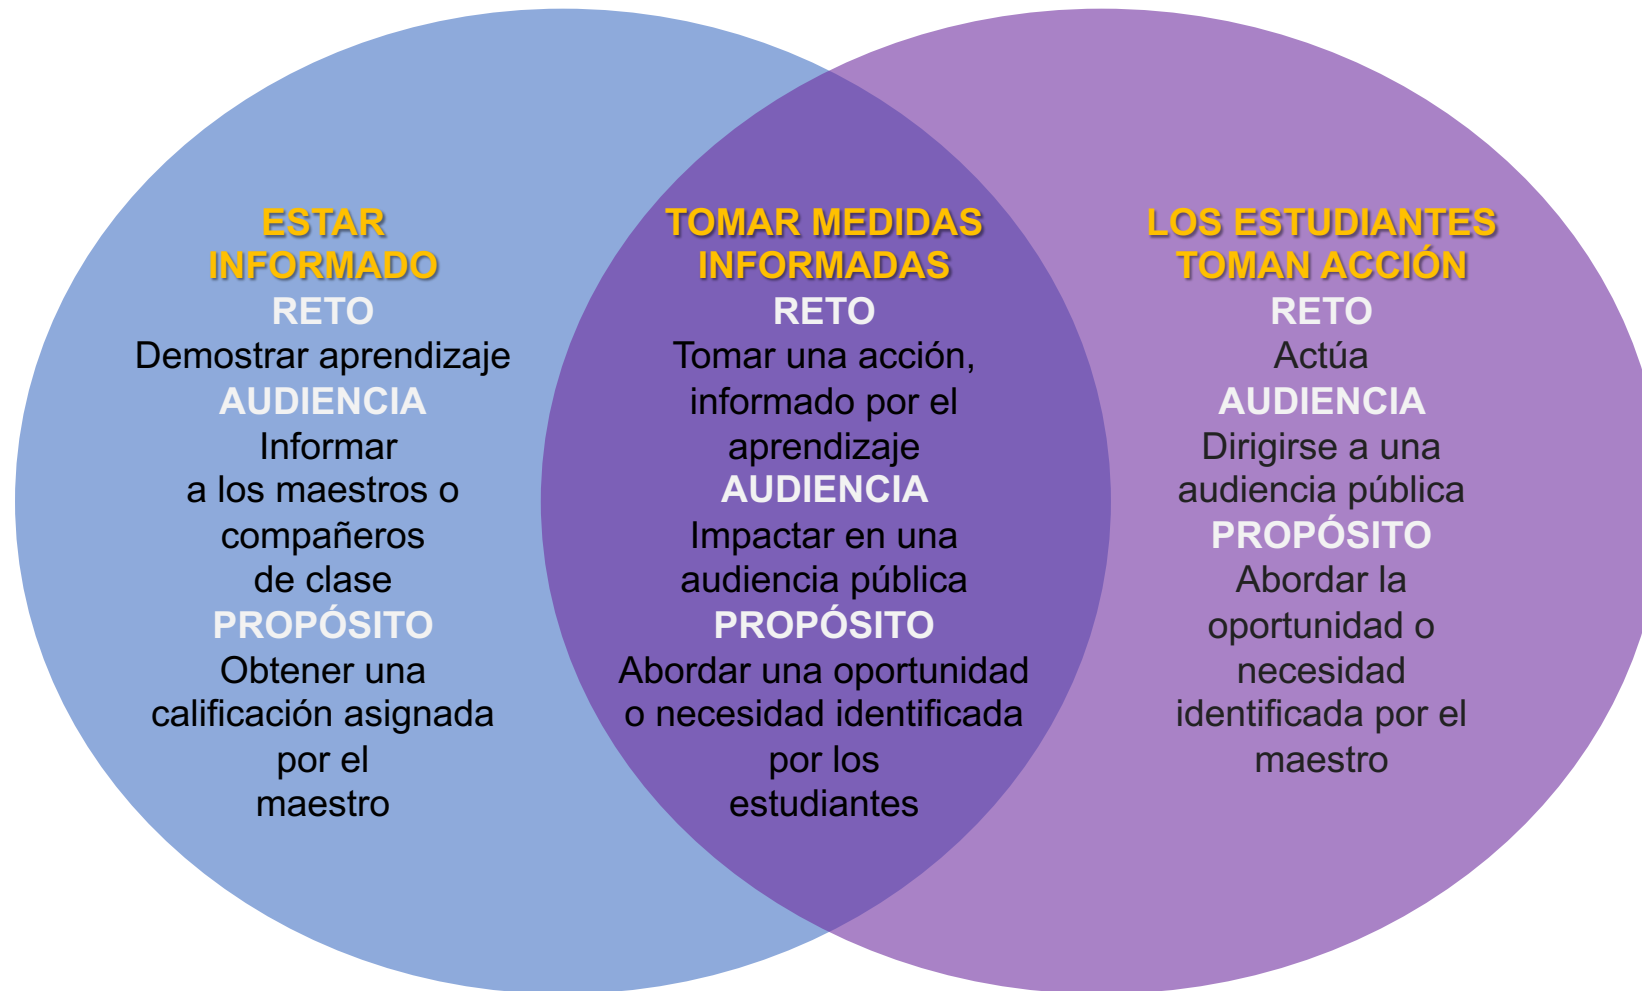 ESTAR
INFORMADO
RETO
Demostrar aprendizaje
AUDIENCIA
Informar
a los maestros o
compañeros
de clase
PROPÓSITO
Obtener una
calificación asignada
por el
maestro
TOMAR MEDIDAS
INFORMADAS
RETO
Tomar una acción,
informado por el
aprendizaje
AUDIENCIA
Impactar en una
audiencia pública
PROPÓSITO
Abordar una oportunidad
o necesidad identificada
por los
estudiantes
LOS ESTUDIANTES
TOMAN ACCIÓN
RETO
Actúa
AUDIENCIA
Dirigirse a una
audiencia pública
PROPÓSITO
Abordar la
oportunidad o
necesidad
identificada por el
maestro